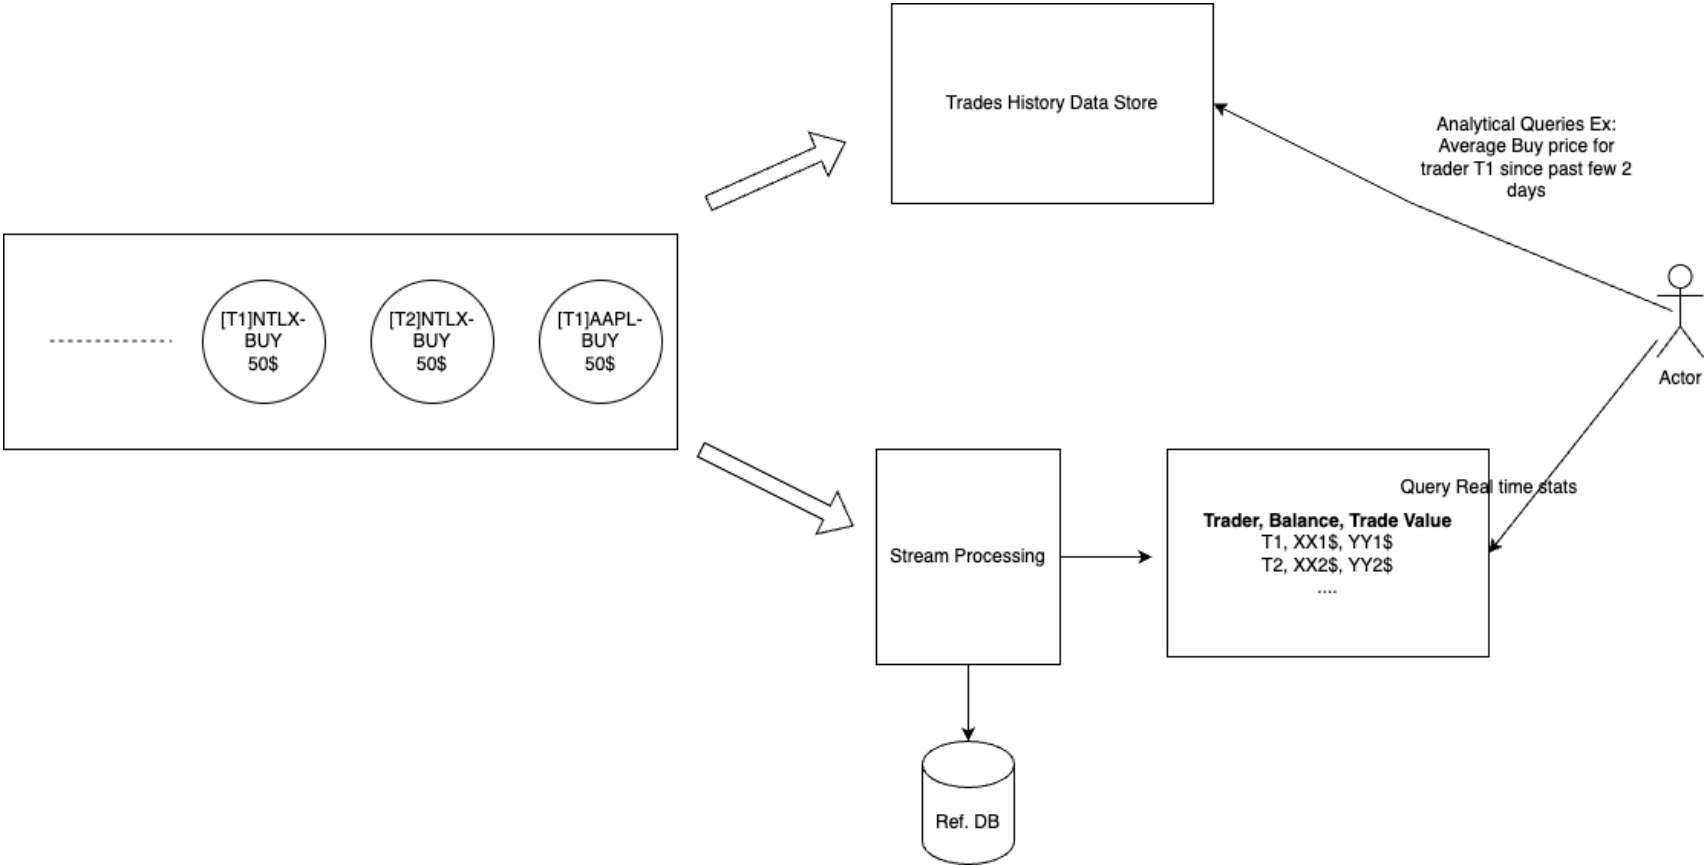 Trades History Data Store
Analytical Queries Ex:
Average Buy price for
trader T1 since past few 2
days
[T1]NTLX-
BUY
50$
[T2]NTLX-
BUY
50$
[T1]AAPL-
BUY
50$
Actor
Stream Processing
Query Real time stats
Trader, Balance, Trade Value
T1, XX1$, YY1$
T2, XX2$, YY2$
....
Ref. DB